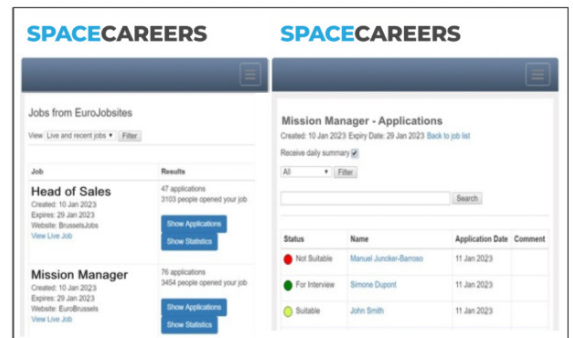 SPACECAREERS
Jobs from EuroJobsites
View Live and recent jobs Filter
Job Results
Head of Sales
Created: 10 Jan 2023
Expires: 29 Jan 2023
Website: BrusselsJobs
View Live Job
47 applications
3103 people opened your job
Show Applications
Show Statistics
Mission Manager
Created: 10 Jan 2023
Expires: 29 Jan 2023
Website: EuroBrussels
View Live Job
76 applications
3454 people opened your job
Show Applications
Show Statistics
SPACECAREERS
Mission Manager - Applications
Created: 10 Jan 2023 Expiry Date: 29 Jan 2023 Back to job list
Receive daily summary
All Filter
Search
Status Name Application Date Comment
Not Suitable Manuel Juncker-Barroso 11 Jan 2023
For Interview Simone Dupont 11 Jan 2023
Suitable John Smith 11 Jan 2023